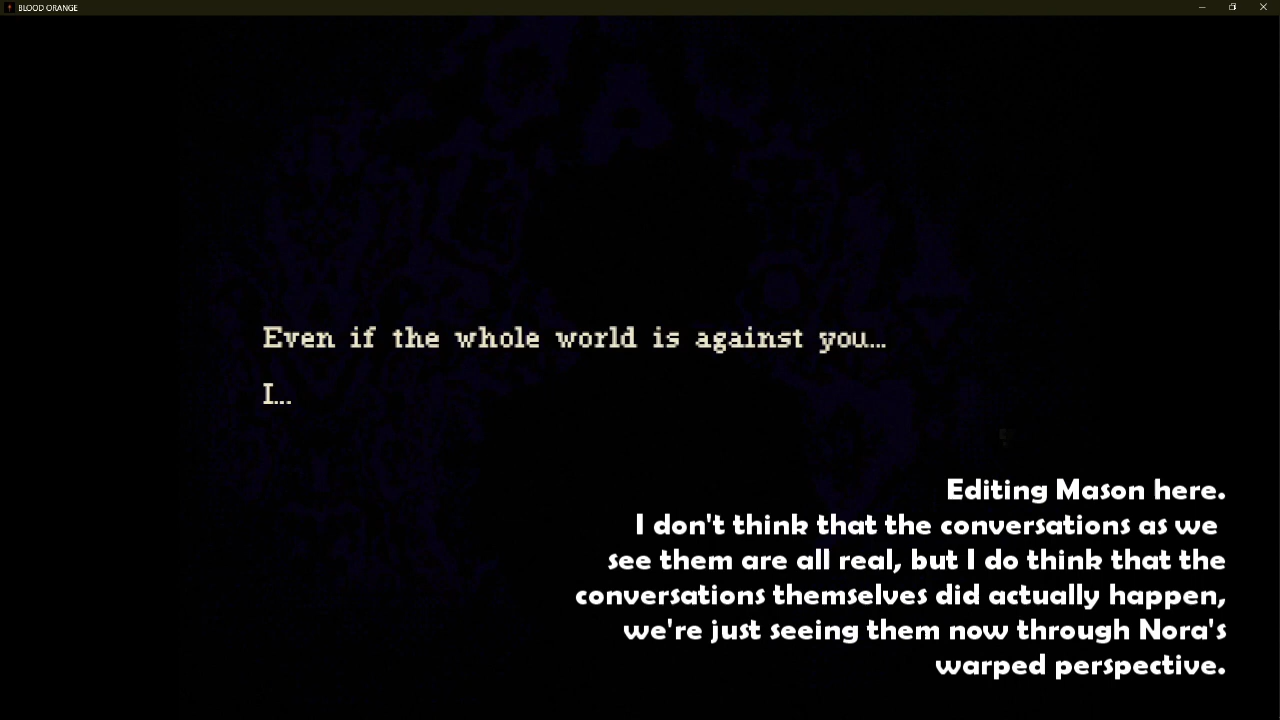 BLOOD ORANGE
Even if the whole world is against you...
I...
Editing Mason here.
I don't think that the conversations as we
see them are all real, but I do think that the
conversations themselves did actually happen,
we're just seeing them now through Nora's
warped perspective.